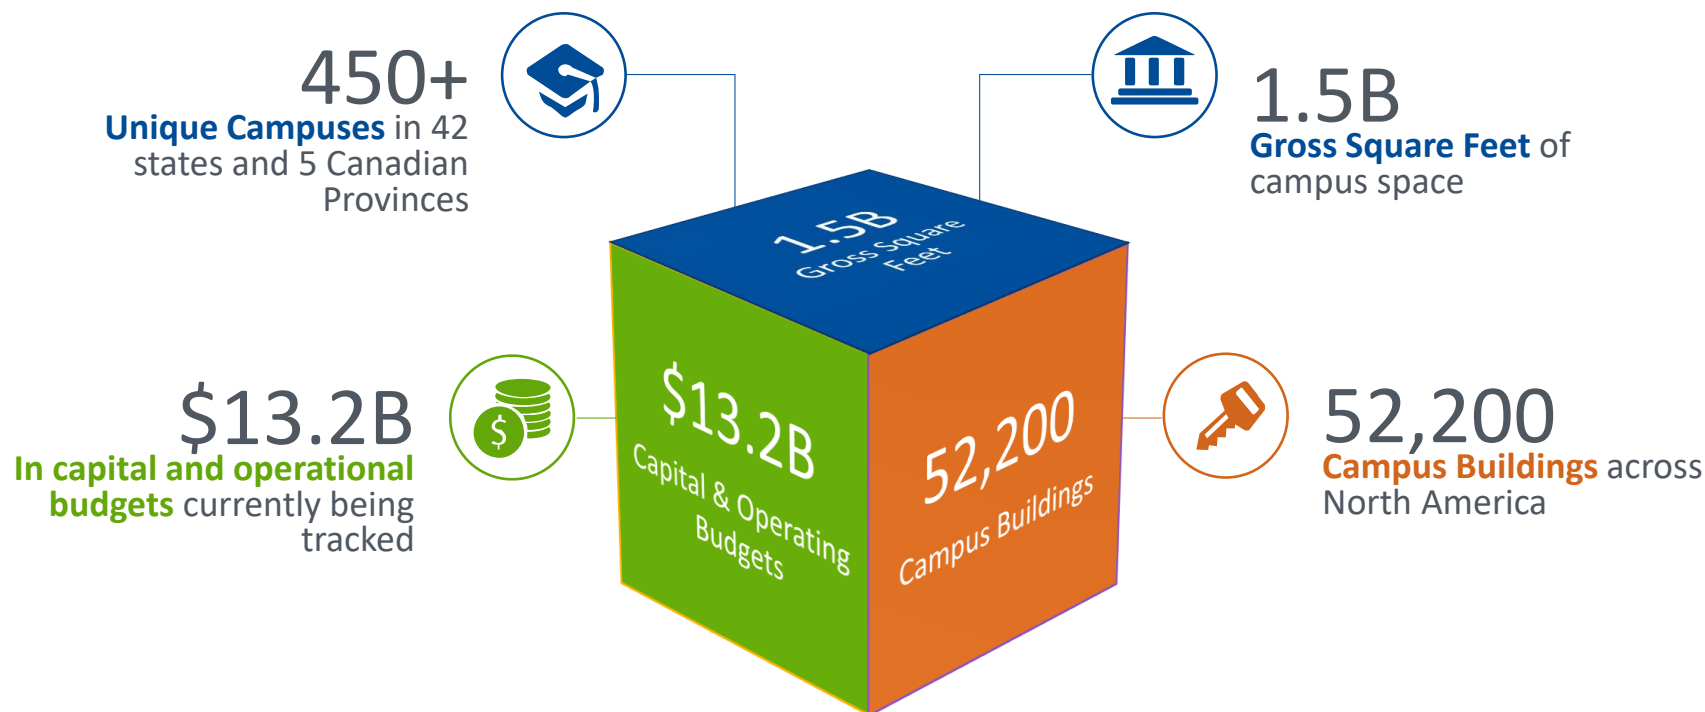 450+
Unique Campuses in 42
states and 5 Canadian
Provinces
1.5B
Gross Square Feet of
campus space
1.5B
Gross Square
Feet
$13.2B
In capital and operational
budgets currently being
tracked
$
$13.2B
Capital & Operating
Budgets
52,200
Campus Buildings
52,200
Campus Buildings across
North America